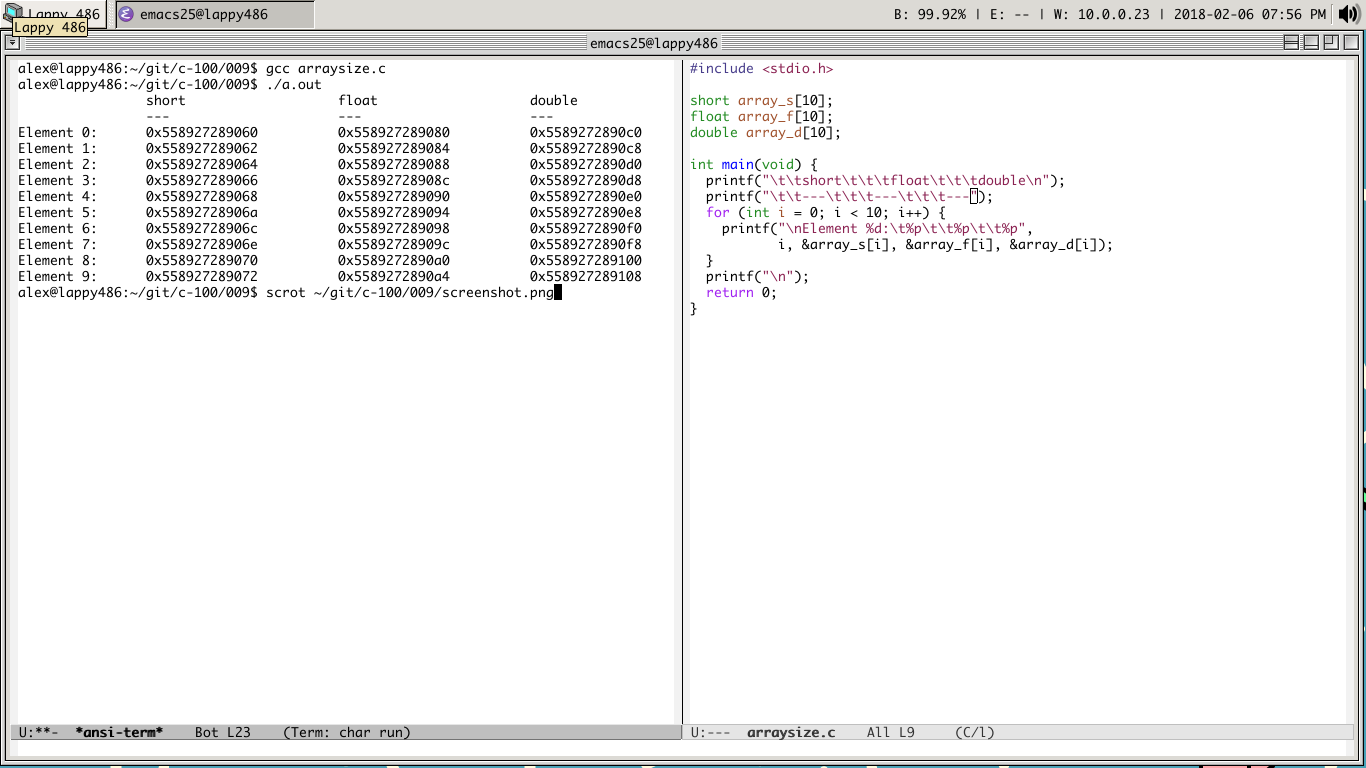 Lappy 486 emacs25@lappy486 B: 99.92% | E: -- | W: 10.0.0.23 | 2018-02-06 07:56 PM
Lappy 486
emacs25@lappy486
alex@lappy486:~/git/c-100/009$ gcc arraysize.c
alex@lappy486:~/git/c-100/009$ ./a.out
short float double
--- --- ---
Element 0: 0x558927289060 0x558927289080 0x5589272890c0
Element 1: 0x558927289062 0x558927289084 0x5589272890c8
Element 2: 0x558927289064 0x558927289088 0x5589272890d0
Element 3: 0x558927289066 0x55892728908c 0x5589272890d8
Element 4: 0x558927289068 0x558927289090 0x5589272890e0
Element 5: 0x55892728906a 0x558927289094 0x5589272890e8
Element 6: 0x55892728906c 0x558927289098 0x5589272890f0
Element 7: 0x55892728906e 0x55892728909c 0x5589272890f8
Element 8: 0x558927289070 0x5589272890a0 0x558927289100
Element 9: 0x558927289072 0x5589272890a4 0x558927289108
alex@lappy486:~/git/c-100/009$ scrot ~/git/c-100/009/screenshot.png
U:**- *ansi-term* Bot L23 (Term: char run)
#include <stdio.h>
short array_s[10];
float array_f[10];
double array_d[10];
int main(void) {
printf("\t\tshort\t\t\tfloat\t\t\tdouble\n");
printf("\t\t---\t\t\t---\t\t\t---");
for (int i = 0; i < 10; i++) {
printf("\nElement %d:\t%p\t\t%p\t\t%p",
i, &array_s[i], &array_f[i], &array_d[i]);
}
printf("\n");
return 0;
}
U:--- arraysize.c All L9 (C/l)